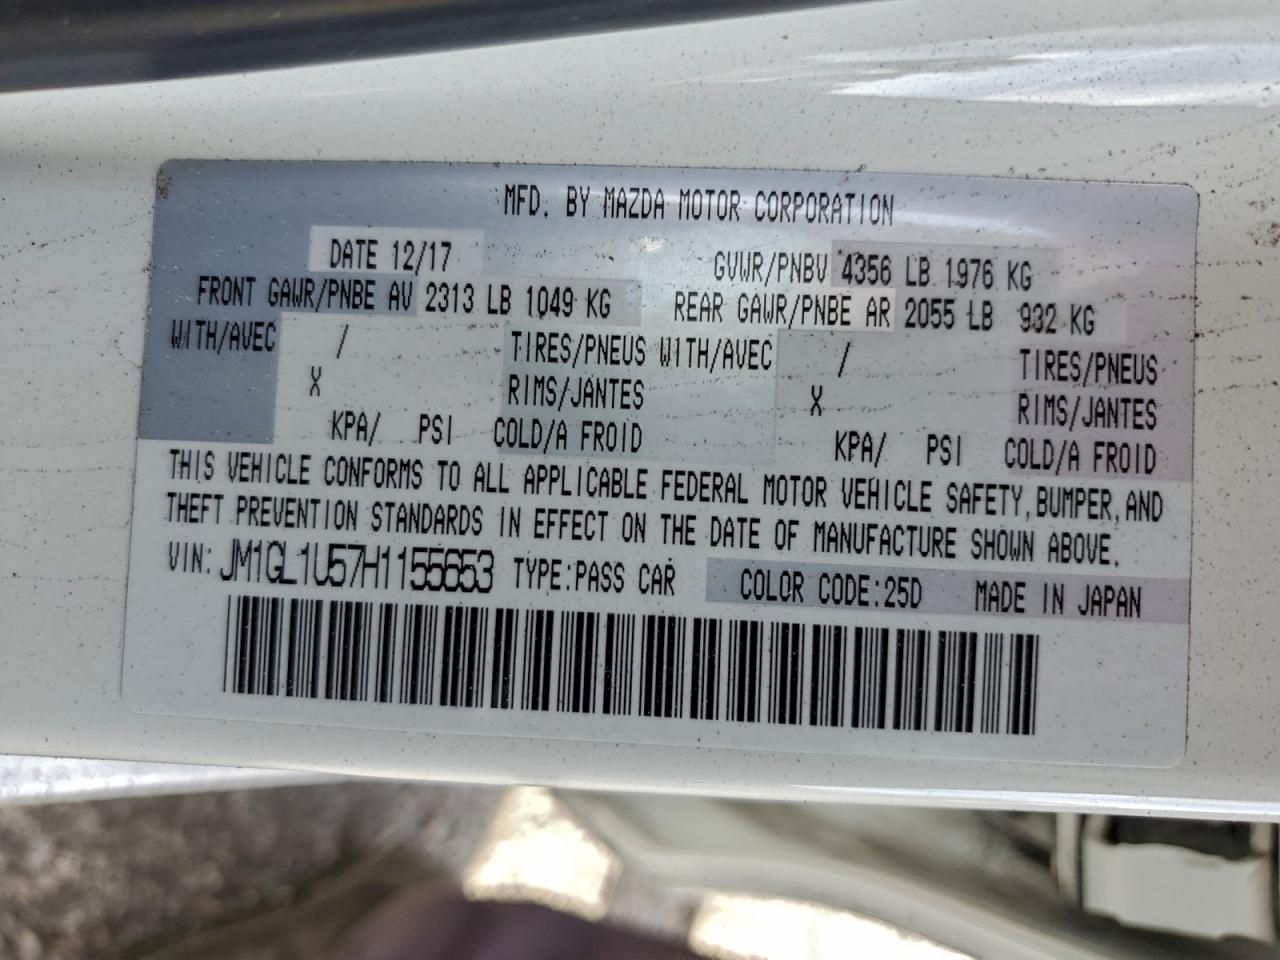 MFD. BY MAZDA MOTOR CORPORATION
DATE 12/17 GVWR/PNBV 4356 LB 1976 KG
FRONT GAWR/PNBE AV 2313 LB 1049 KG REAR GAWR/PNBE AR 2055 LB 932 KG
WITH/AVEC / TIRES/PNEUS WITH/AVEC / TIRES/PNEUS
X RIMS/JANTES X RIMS/JANTES
KPA/ PSI COLD/A FROID KPA/ PSI COLD/A FROID
THIS VEHICLE CONFORMS TO ALL APPLICABLE FEDERAL MOTOR VEHICLE SAFETY, BUMPER, AND
THEFT PREVENTION STANDARDS IN EFFECT ON THE DATE OF MANUFACTURE SHOWN ABOVE.
VIN: JM1GL1U57H1155653 TYPE:PASS CAR COLOR CODE:25D MADE IN JAPAN